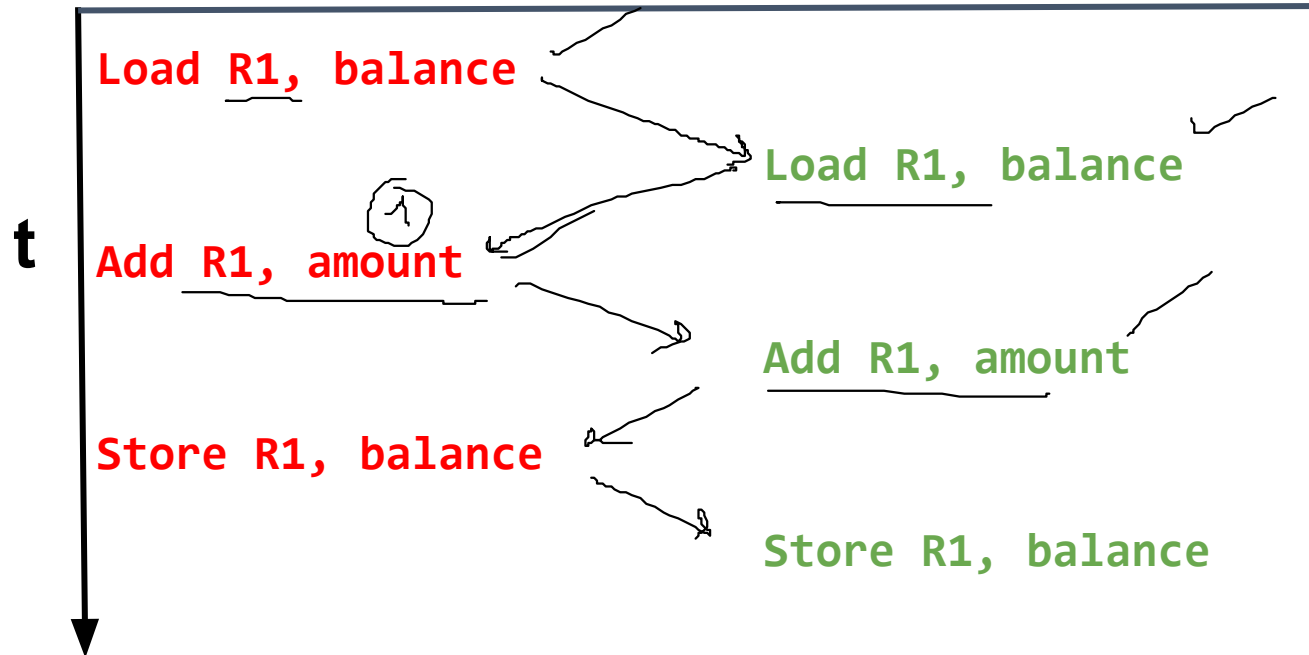 Load R1, balance
Load R1, balance
t
Add R1, amount
Add R1, amount
Store R1, balance
Store R1, balance